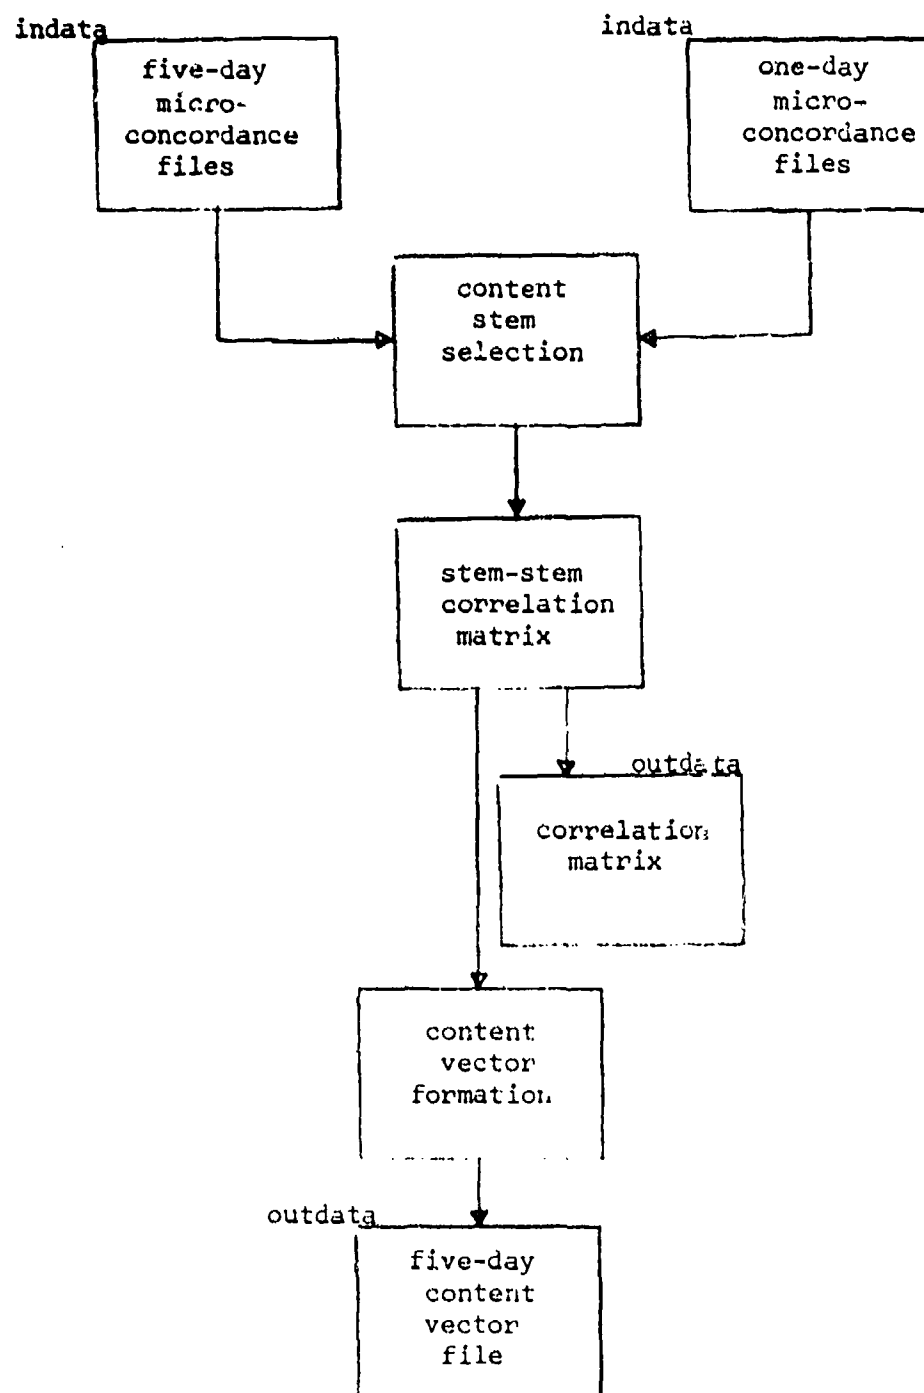 indata
five-day
micro-
concordance
files
indata
one-day
micro-
concordance
files
content
stem
selection
stem-stem
correlation
matrix
outdata
correlation
matrix
content
vector
formation
outdata
five-day
content
vector
file